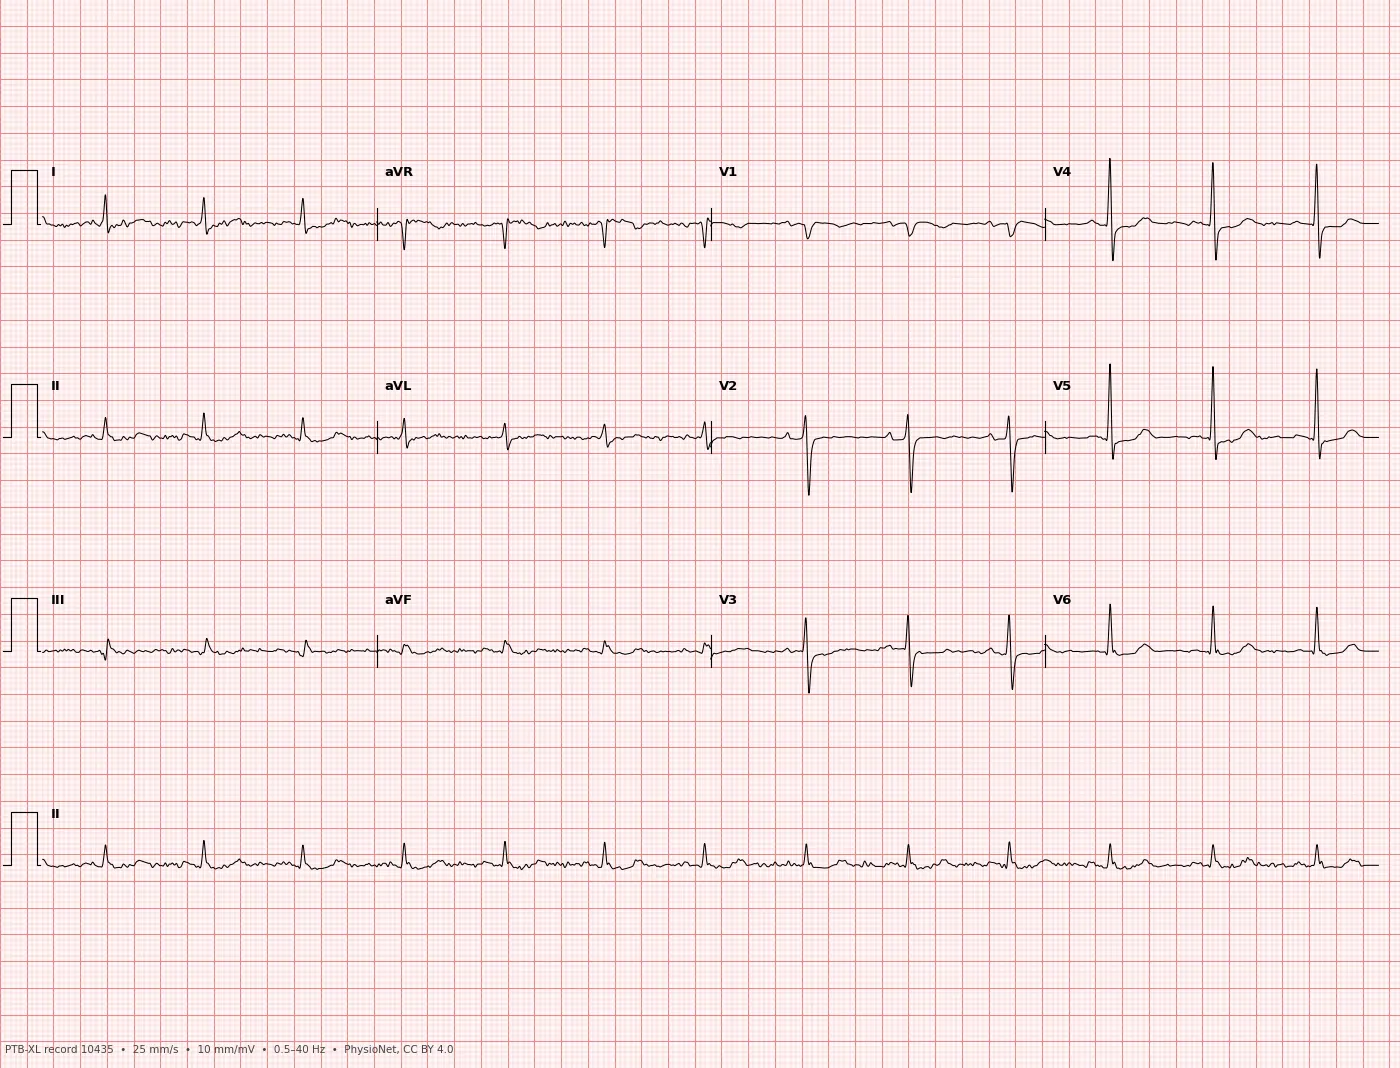 I aVR V1 V4
II aVL V2 V5
III aVF V3 V6
II
PTB-XL record 10435 • 25 mm/s • 10 mm/mV • 0.5–40 Hz • PhysioNet, CC BY 4.0